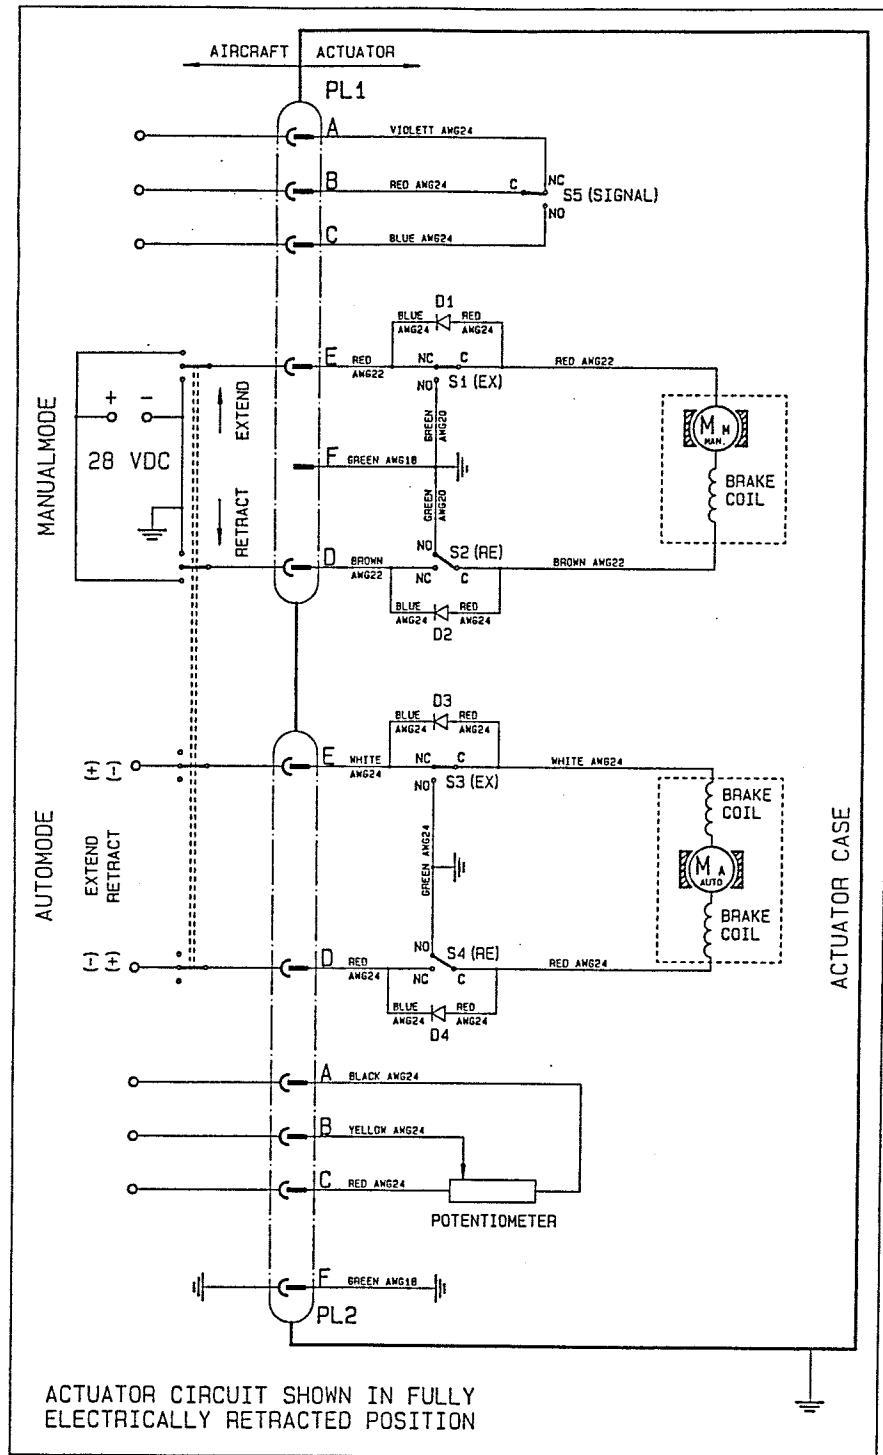 AIRCRAFT ACTUATOR
PL1
A VIOLETT AWG24
B RED AWG24 C NC
S5 (SIGNAL)
NO
C BLUE AWG24
D1
BLUE RED
AWG24 AWG24
E RED NC C RED AWG22
AWG22 NO S1 (EX)
MANUALMODE
+ -
28 VDC
EXTEND
RETRACT
GREEN
AWG20
F GREEN AWG18
GREEN
AWG20
M M
MAN.
BRAKE
COIL
NO S2 (RE)
D BROWN NC C BROWN AWG22
AWG22
BLUE RED
AWG24 AWG24
D2
D3
BLUE RED
AWG24 AWG24
(+) (-) E WHITE NC C WHITE AWG24
AWG24 NO S3 (EX)
AUTOMODE
EXTEND
RETRACT
GREEN AWG24
BRAKE
COIL
M A
AUTO
BRAKE
COIL
ACTUATOR CASE
NO S4 (RE)
(-) (+) D RED NC C RED AWG24
AWG24
BLUE RED
AWG24 AWG24
D4
A BLACK AWG24
B YELLOW AWG24
C RED AWG24
POTENTIOMETER
F GREEN AWG18
PL2
ACTUATOR CIRCUIT SHOWN IN FULLY
ELECTRICALLY RETRACTED POSITION